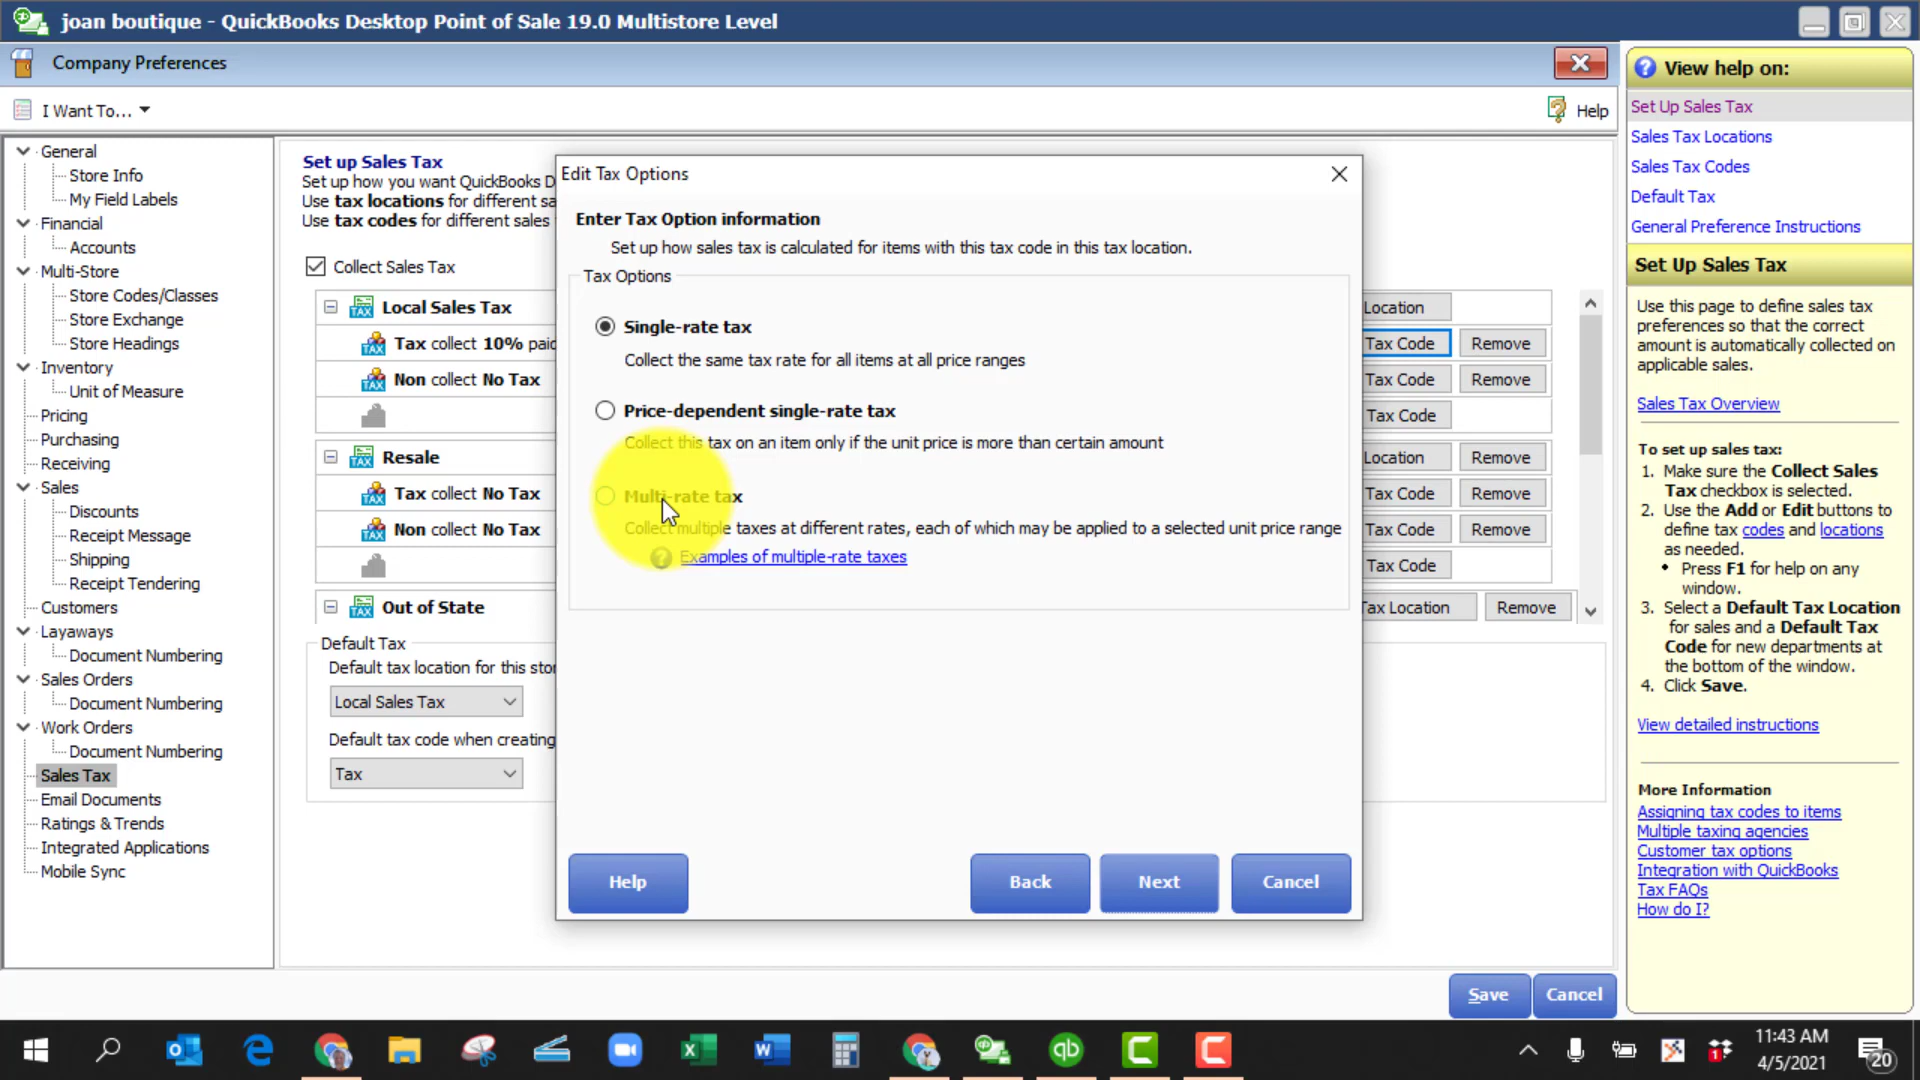 joan boutique - QuickBooks Desktop Point of Sale 19.0 Multistore Level
Company Preferences
I Want To...
Help
General
Store Info
My Field Labels
Financial
Accounts
Multi-Store
Store Codes/Classes
Store Exchange
Store Headings
Inventory
Unit of Measure
Pricing
Purchasing
Receiving
Sales
Discounts
Receipt Message
Shipping
Receipt Tendering
Customers
Layaways
Document Numbering
Sales Orders
Document Numbering
Work Orders
Document Numbering
Sales Tax
Email Documents
Ratings & Trends
Integrated Applications
Mobile Sync
Set up Sales Tax
Set up how you want QuickBooks D
Use tax locations for different sa
Use tax codes for different sales
Collect Sales Tax
TAX Local Sales Tax
TAX Tax collect 10% paid
TAX Non collect No Tax
TAX Resale
TAX Tax collect No Tax
TAX Non collect No Tax
TAX Out of State
Default Tax
Default tax location for this stor
Local Sales Tax
Default tax code when creating
Tax
Edit Tax Options
Enter Tax Option information
Set up how sales tax is calculated for items with this tax code in this tax location.
Tax Options
Single-rate tax
Collect the same tax rate for all items at all price ranges
Price-dependent single-rate tax
Collect this tax on an item only if the unit price is more than certain amount
Multi-rate tax
Collect multiple taxes at different rates, each of which may be applied to a selected unit price range
Examples of multiple-rate taxes
Help
Back
Next
Cancel
Location
Tax Code Remove
Tax Code Remove
Tax Code
Location Remove
Tax Code Remove
Tax Code Remove
Tax Code
Tax Location Remove
Save
Cancel
View help on:
Set Up Sales Tax
Sales Tax Locations
Sales Tax Codes
Default Tax
General Preference Instructions
Set Up Sales Tax
Use this page to define sales tax
preferences so that the correct
amount is automatically collected on
applicable sales.
Sales Tax Overview
To set up sales tax:
1. Make sure the Collect Sales
Tax checkbox is selected.
2. Use the Add or Edit buttons to
define tax codes and locations
as needed.
• Press F1 for help on any
window.
3. Select a Default Tax Location
for sales and a Default Tax
Code for new departments at
the bottom of the window.
4. Click Save.
View detailed instructions
More Information
Assigning tax codes to items
Multiple taxing agencies
Customer tax options
Integration with QuickBooks
Tax FAQs
How do I?
11:43 AM
4/5/2021
20
1